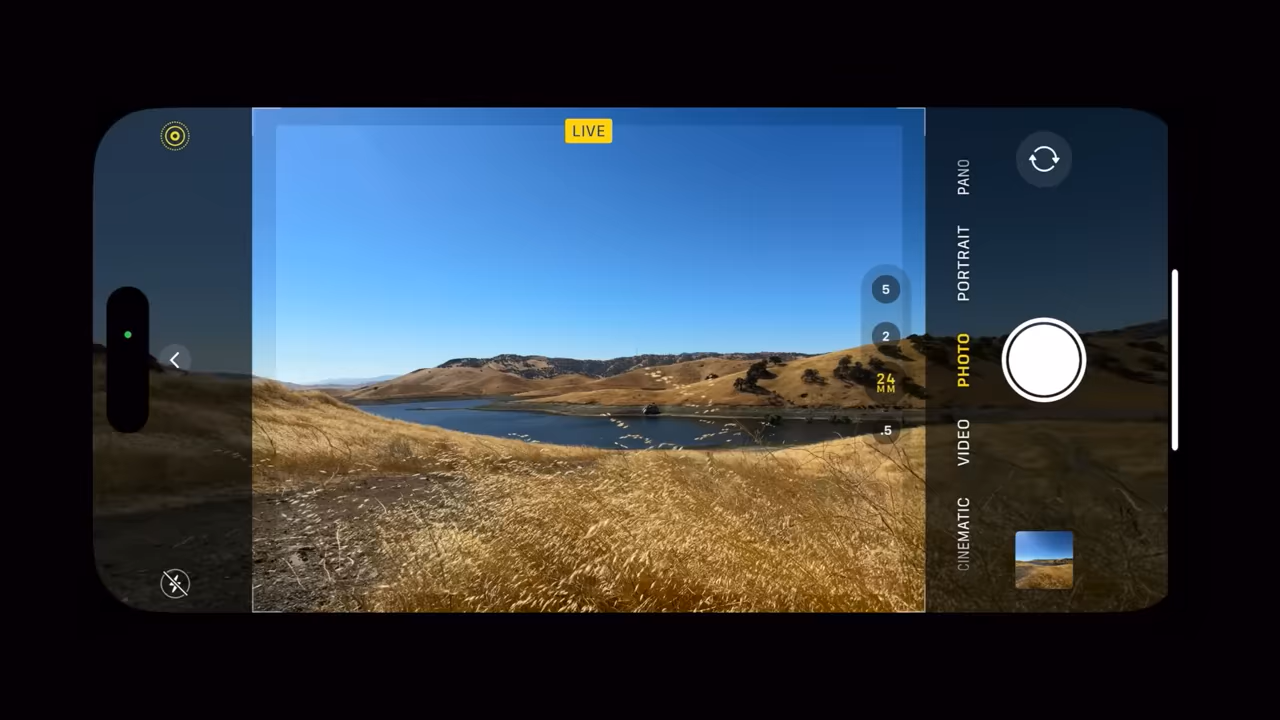 LIVE
5
2
24
MM
.5
PANO
PORTRAIT
PHOTO
VIDEO
CINEMATIC